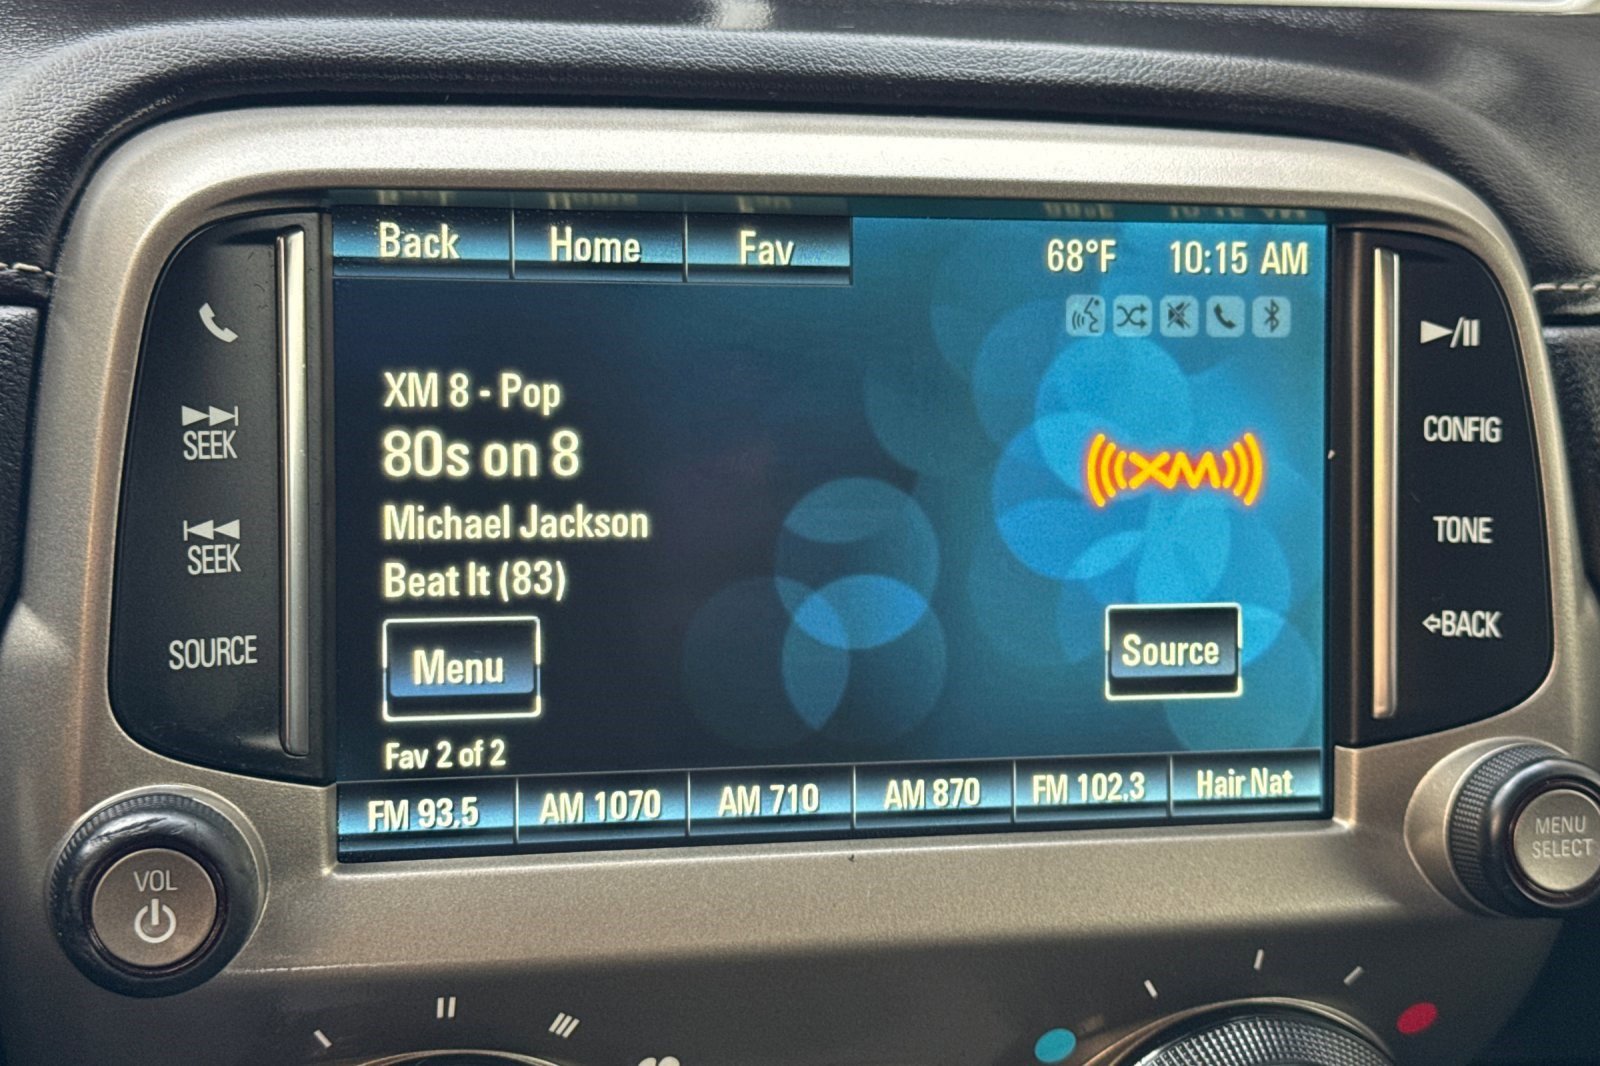 Back Home Fav 68°F 10:15 AM
XM 8 - Pop
80s on 8
Michael Jackson
Beat It (83)
Menu
Source
Fav 2 of 2
FM 93.5 AM 1070 AM 710 AM 870 FM 102.3 Hair Nat
SEEK
SEEK
SOURCE
CONFIG
TONE
BACK
XM
VOL
MENU
SELECT